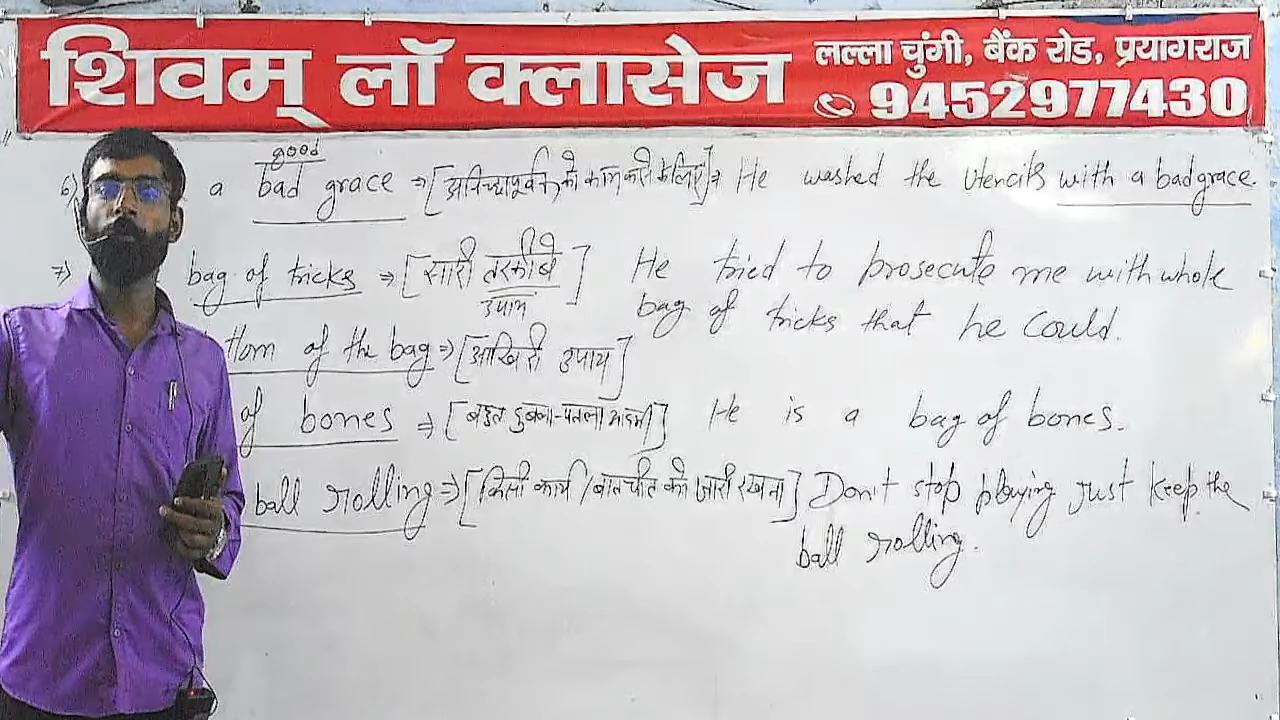 शिवम् लॉ क्लासेज
लल्ला चुंगी, बैंक रोड, प्रयागराज
9452977430
good
6) a bad grace ⇒ [अनिच्छापूर्वक को काम करने के लिए] ⇒ He washed the Utencils with a bad grace.
7) bag of tricks ⇒ [सारी तरकीबे] He tried to prosecute me with whole
उपाय bag of tricks that he could.
ttom of the bag ⇒ [आखिरी उपाय]
of bones ⇒ [बहुत दुबला-पतला आदमी] He is a bag of bones.
ball rolling ⇒ [किसी कार्य / बातचीत को जारी रखना] Don't stop playing just keep the
ball rolling.